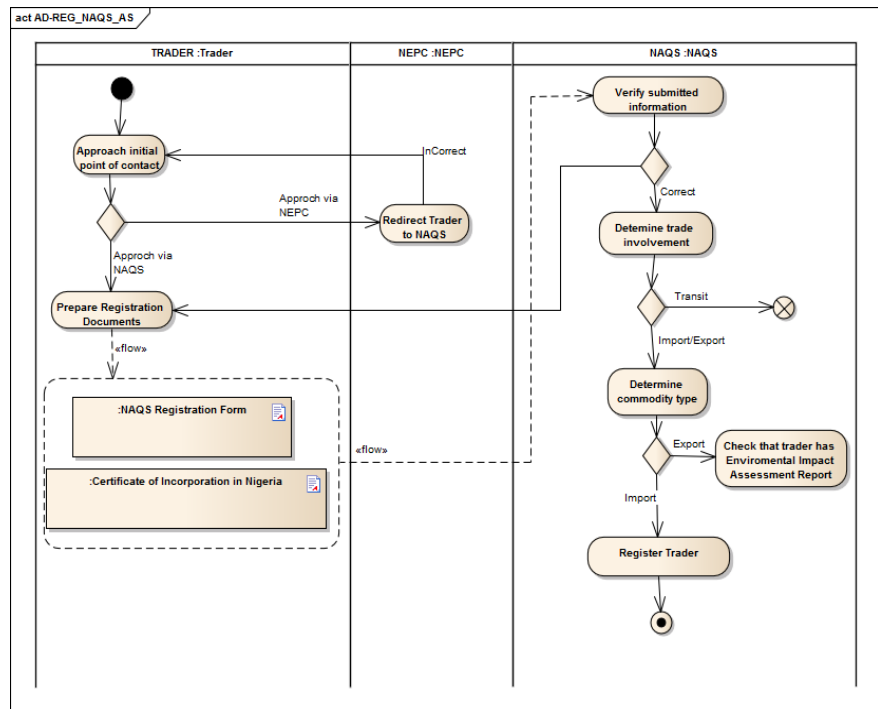 act AD-REG_NAQS_AS
TRADER :Trader
NEPC :NEPC
NAQS :NAQS
Verify submitted
information
Approach initial
point of contact
InCorrect
Correct
Approch via
NEPC
Redirect Trader
to NAQS
Detemine trade
involvement
Approch via
NAQS
Transit
Prepare Registration
Documents
Import/Export
«flow»
Determine
commodity type
:NAQS Registration Form
Export
Check that trader has
Enviromental Impact
Assessment Report
«flow»
:Certificate of Incorporation in Nigeria
Import
Register Trader